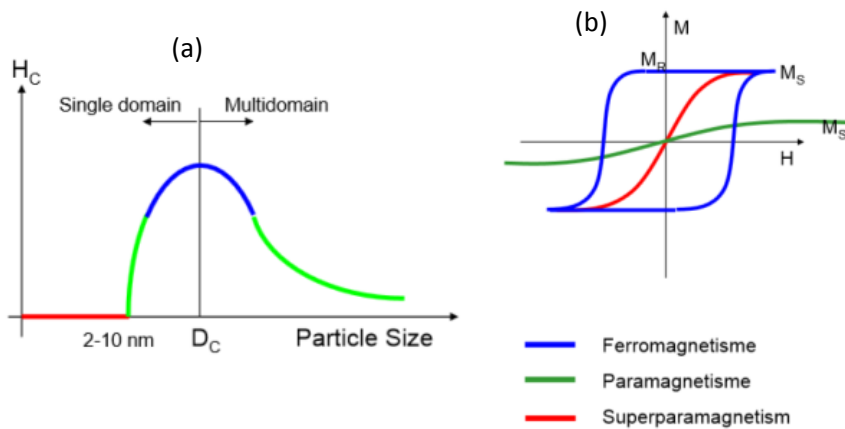 (a)
H_C
Single domain
Multidomain
2-10 nm
D_C
Particle Size
(b)
M
M_R
M_S
M_S
H
Ferromagnetisme
Paramagnetisme
Superparamagnetism